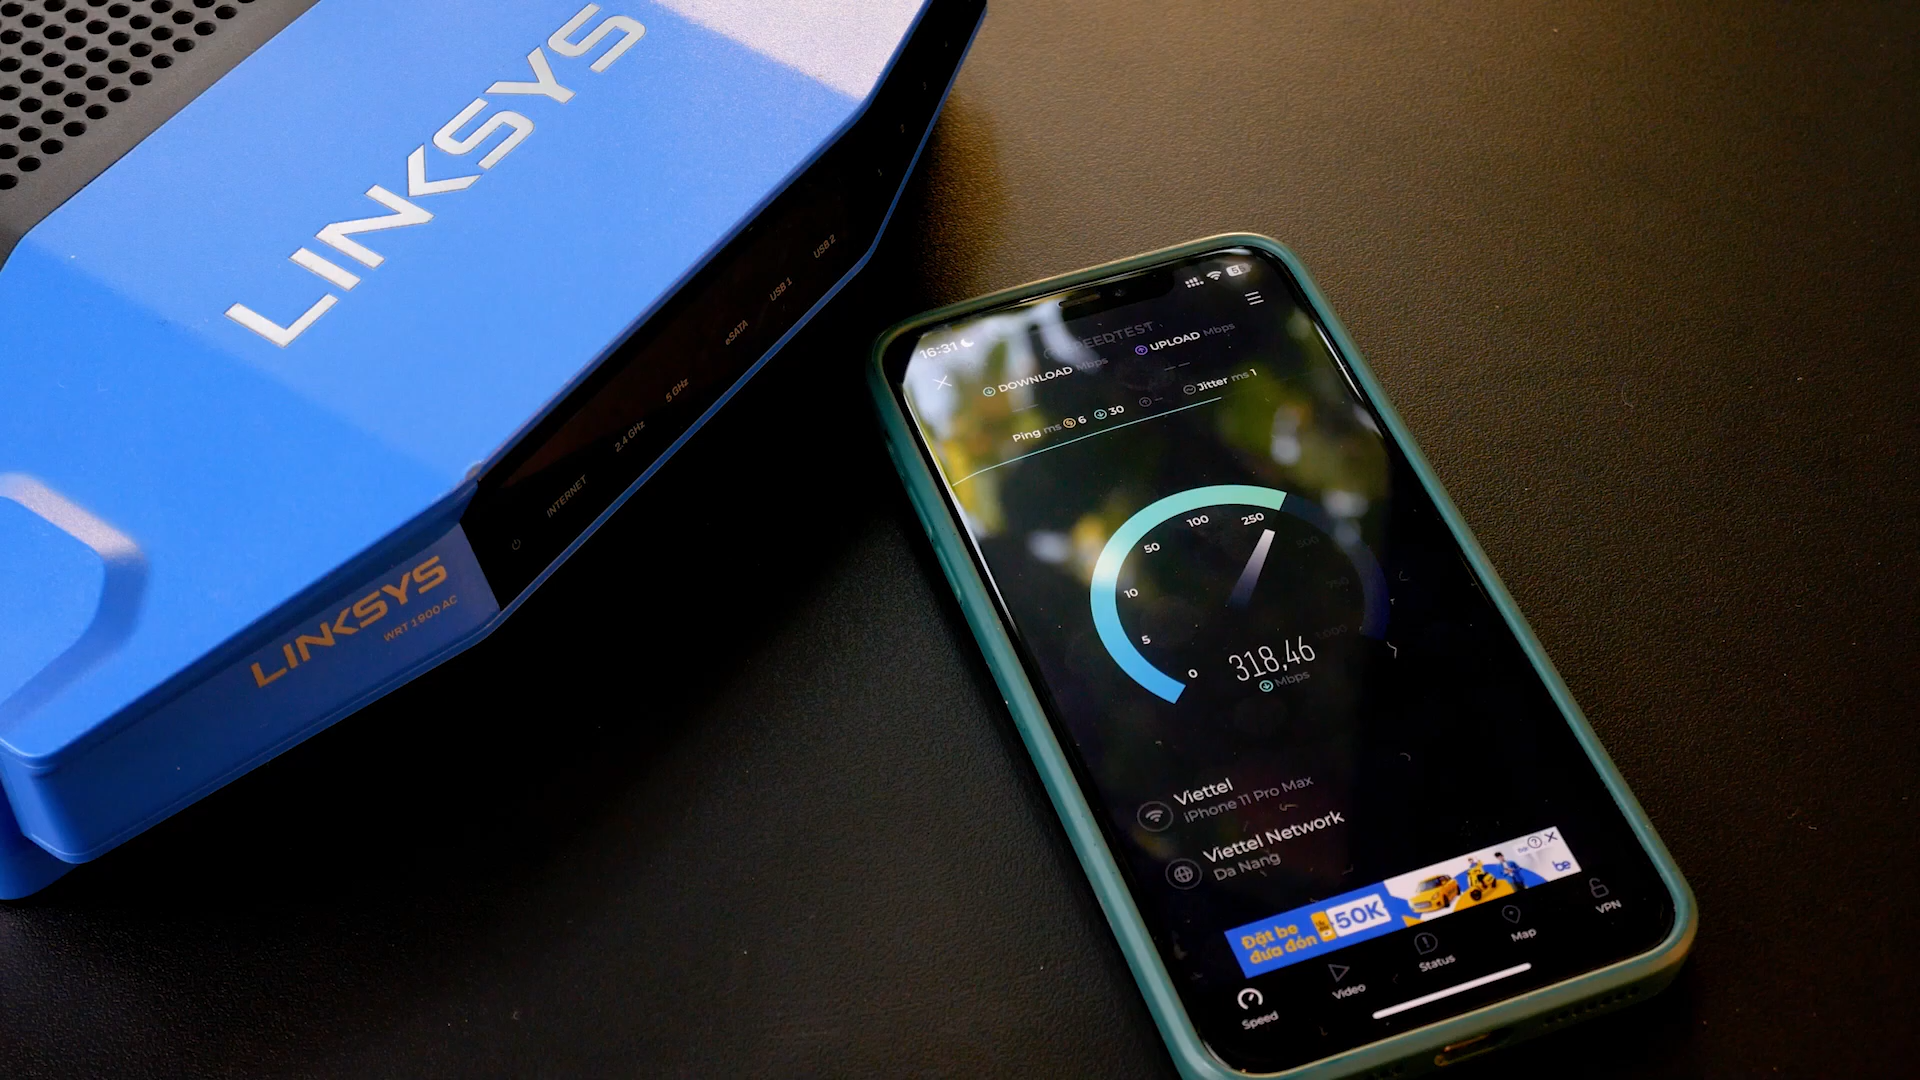 LINKSYS
USB 2
USB 1
eSATA
5 GHz
2.4 GHz
INTERNET
LINKSYS
WRT 1900 AC
16:31
SPEEDTEST
DOWNLOAD Mbps
UPLOAD Mbps
Ping ms 6 30 Jitter ms 1
0
5
10
50
100
250
500
750
1000
318,46
Mbps
Viettel
iPhone 11 Pro Max
Viettel Network
Da Nang
Đặt be
đưa đón
50K
be
Speed
Video
Status
Map
VPN